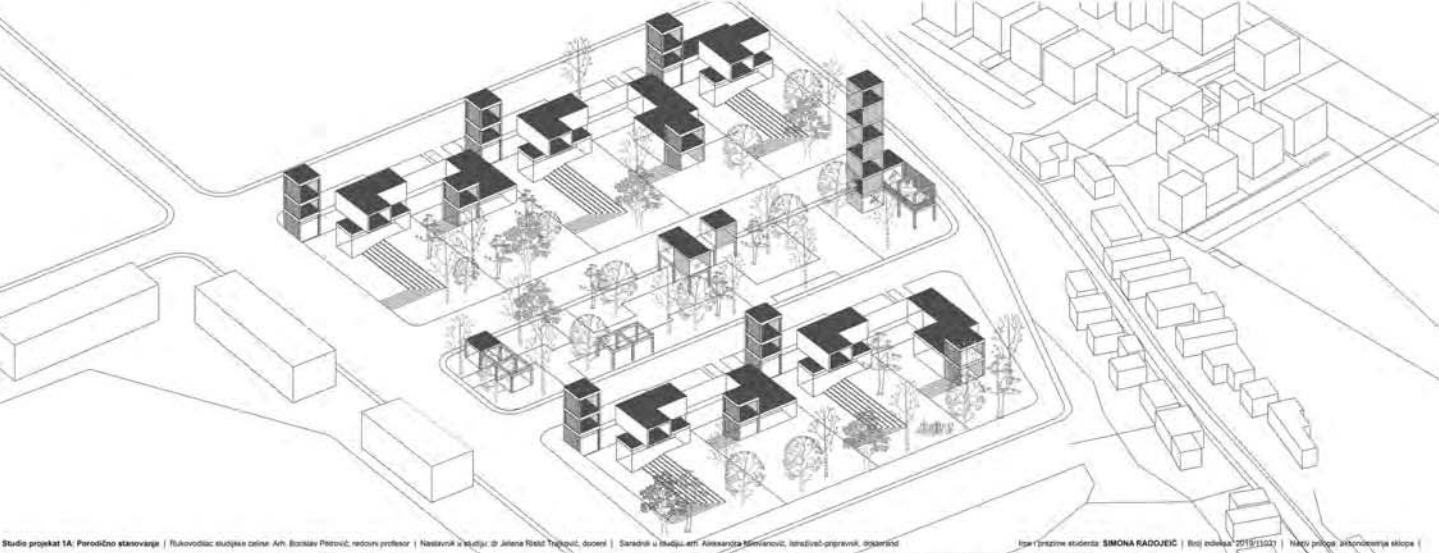 Studio projekat 1A: Porodično stanovanje | Rukovodilac studijske celine: Arh. Borislav Petrović, redovni profesor | Nastavnik u studiju: dr Jelena Ristić Trajković, docent | Saradnik u studiju: arh. Aleksandra Milovanović, istraživač-pripravnik, doktorand Ime i prezime studenta: SIMONA RADOJEIĆ | Broj indeksa: 2019/11031 | Naziv priloga: aksonometrija sklopa |